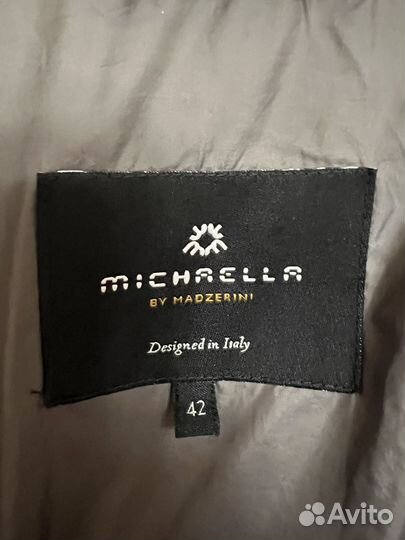 MICHAELLA
BY MADZERINI
Designed in Italy
42
Avito